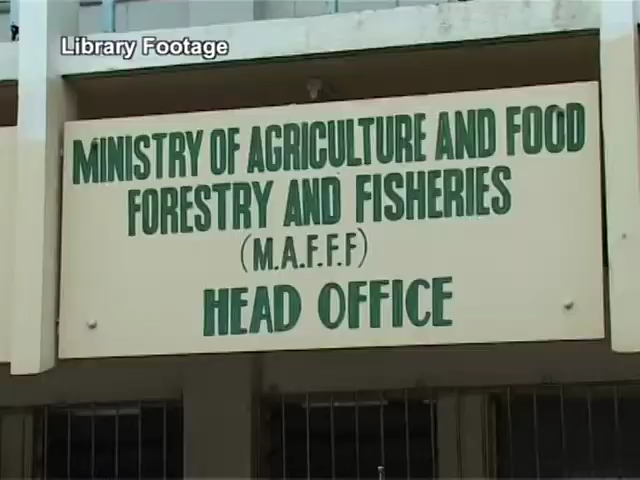 Library Footage
MINISTRY OF AGRICULTURE AND FOOD
FORESTRY AND FISHERIES
(M.A.F.F.F)
HEAD OFFICE